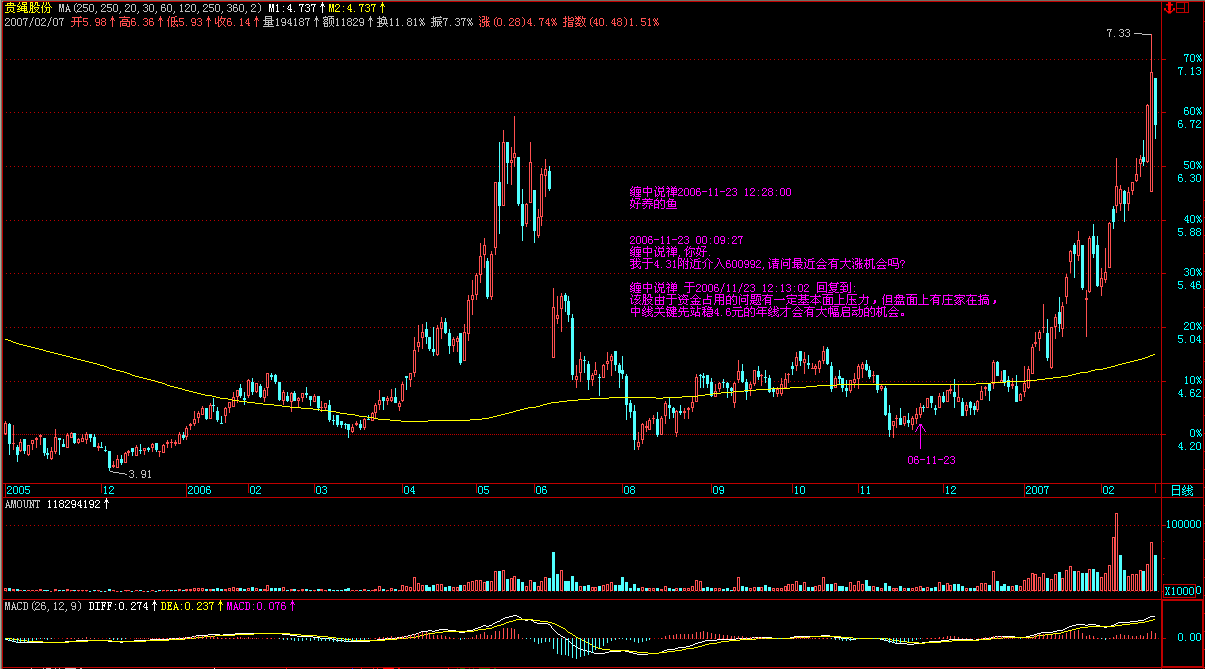 贵绳股份 MA(250,250,20,30,60,120,250,360,2) M1:4.737↑M2:4.737↑
2007/02/07 开5.98↑高6.36↑低5.93↑收6.14↑量194187↑额11829↑换11.81% 振7.37% 涨(0.28)4.74% 指数(40.48)1.51%
7.33
70%
7.13
60%
6.72
50%
6.30
缠中说禅2006-11-23 12:28:00
好养的鱼
40%
5.88
2006-11-23 00:09:27
缠中说禅,你好
我于4.31附近介入600992,请问最近会有大涨机会吗?
30%
5.46
缠中说禅 于2006/11/23 12:13:02 回复到:
该股由于资金占用的问题有一定基本面上压力，但盘面上有庄家在搞，
中线关键先站稳4.6元的年线才会有大幅启动的机会。
20%
5.04
10%
4.62
0%
4.20
06-11-23
3.91
2005 12 2006 02 03 04 05 06 08 09 10 11 12 2007 02 日线
AMOUNT 118294192↑
100000
X10000
MACD(26,12,9) DIFF:0.274↑DEA:0.237↑MACD:0.076↑
0.00